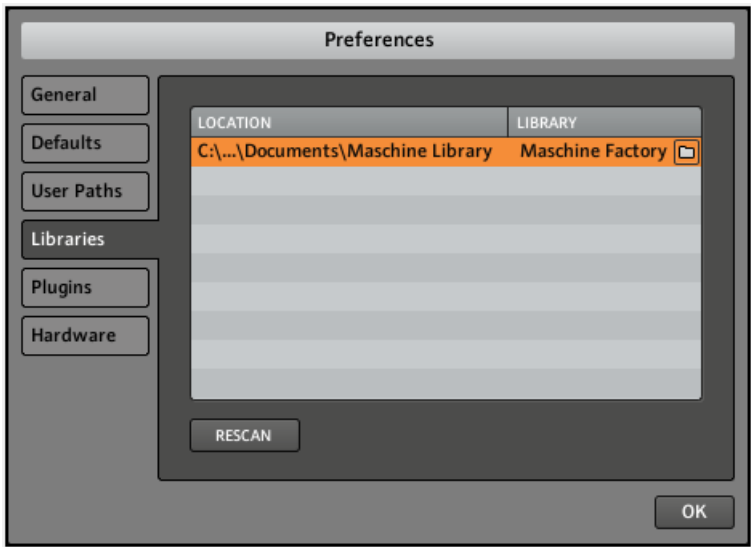 Preferences
General
Defaults
User Paths
Libraries
Plugins
Hardware
LOCATION LIBRARY
C:\...\Documents\Maschine Library Maschine Factory
RESCAN
OK